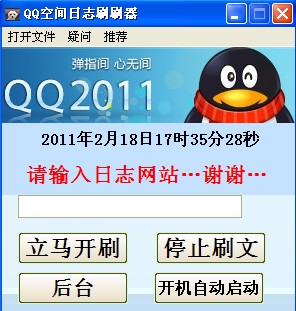 QQ空间日志刷刷器
打开文件 疑问 推荐
弹指间 心无间
QQ2011
2011年2月18日17时35分28秒
请输入日志网站…谢谢…
立马开刷 停止刷文
后台 开机自动启动